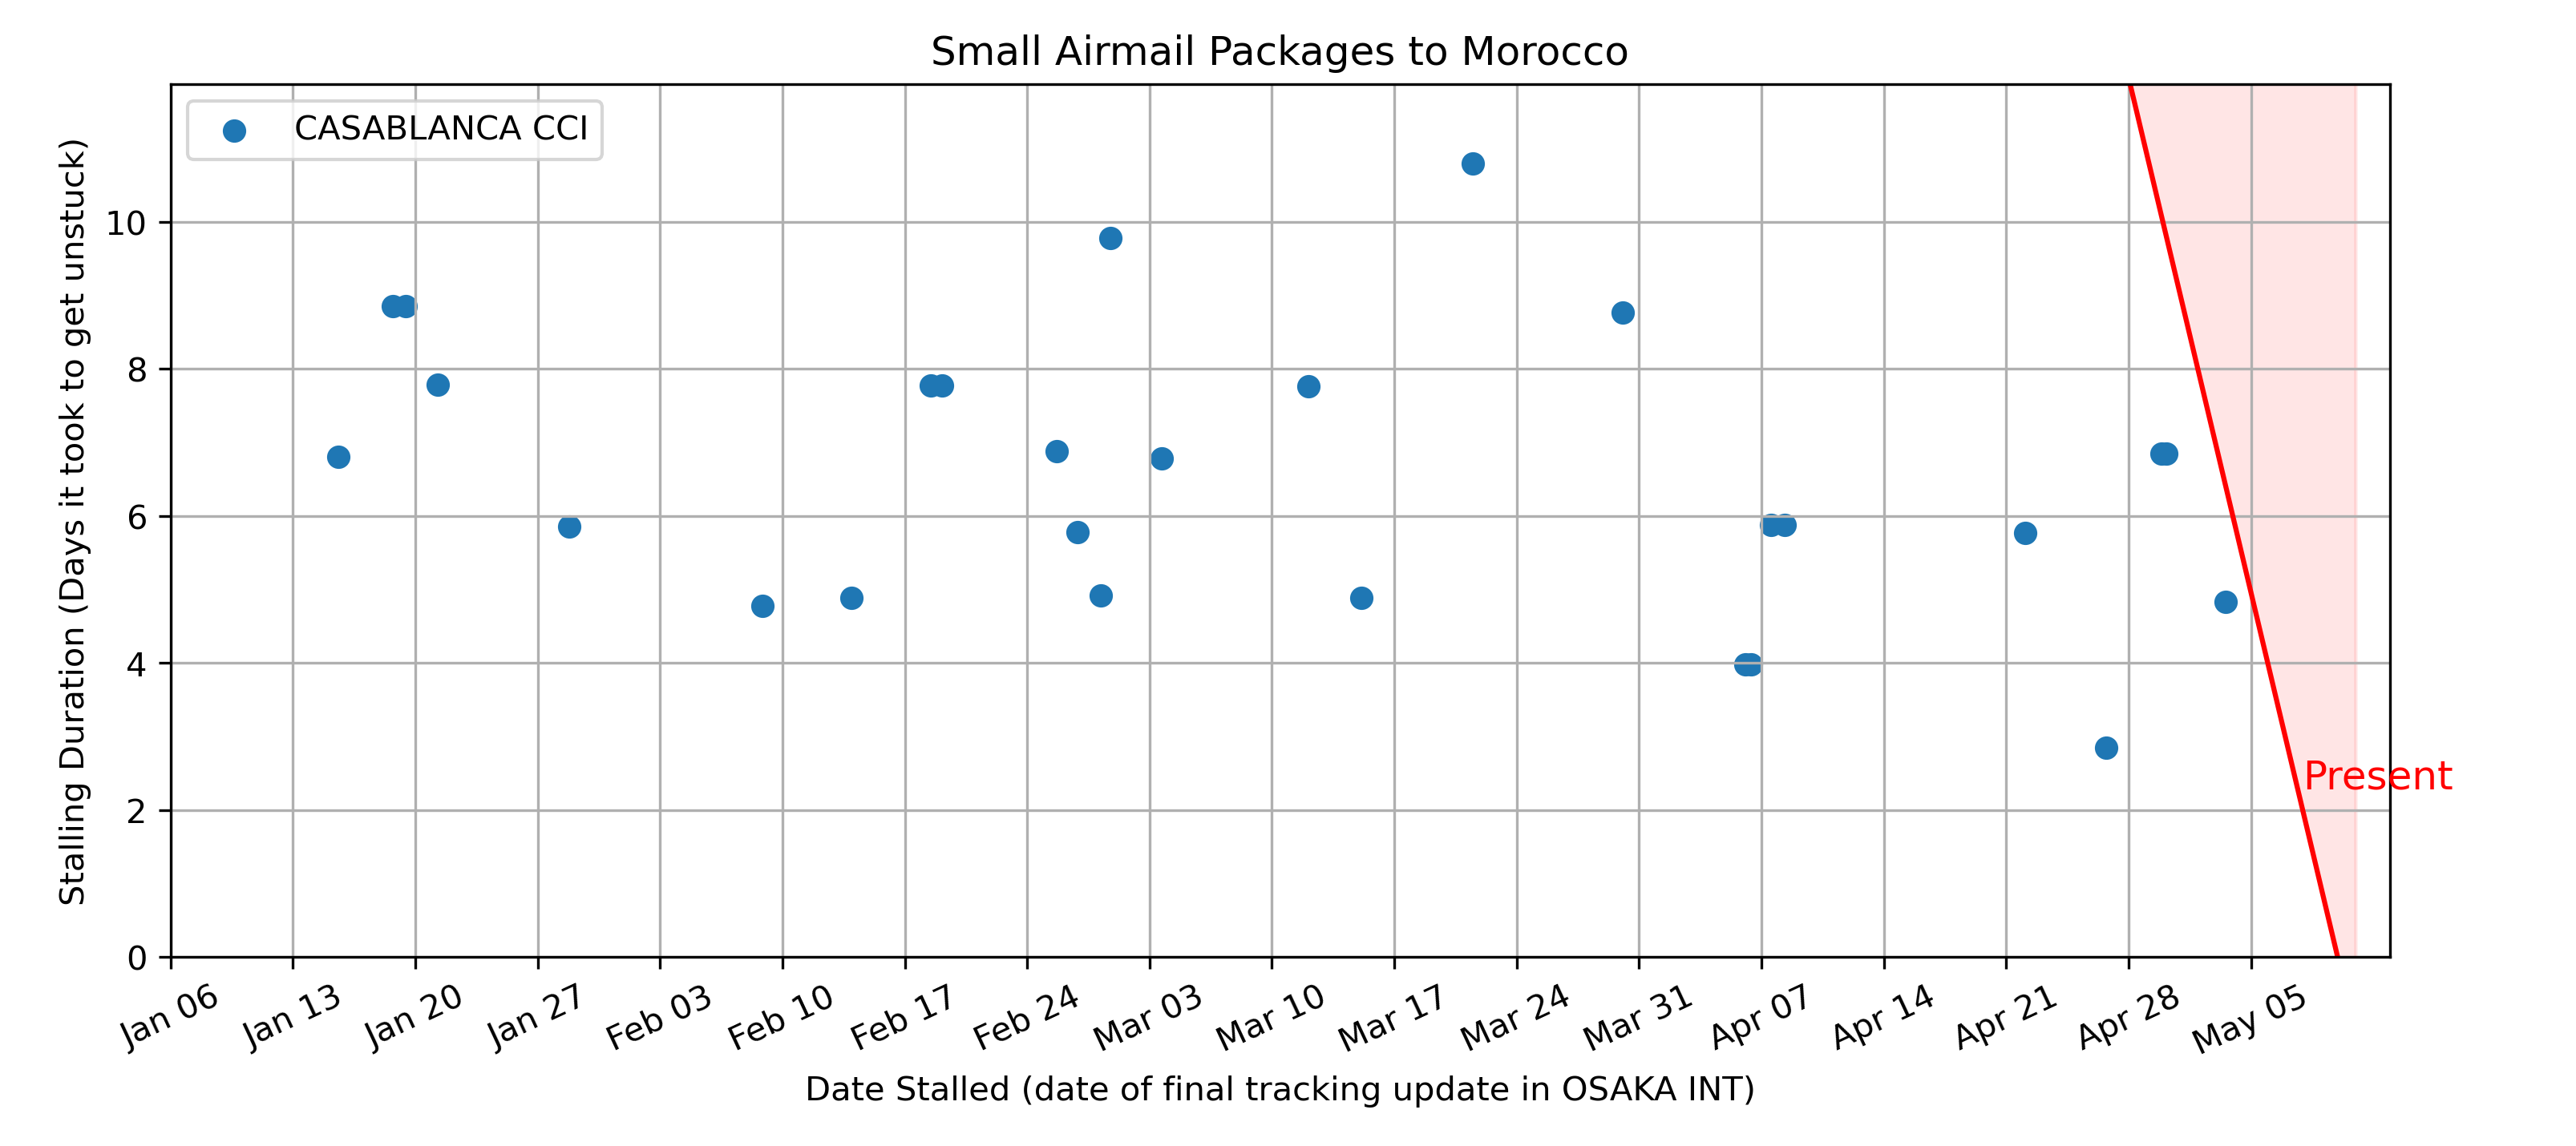 Small Airmail Packages to Morocco
CASABLANCA CCI
Stalling Duration (Days it took to get unstuck)
10
8
6
4
2
0
Present
Jan 06
Jan 13
Jan 20
Jan 27
Feb 03
Feb 10
Feb 17
Feb 24
Mar 03
Mar 10
Mar 17
Mar 24
Mar 31
Apr 07
Apr 14
Apr 21
Apr 28
May 05
Date Stalled (date of final tracking update in OSAKA INT)